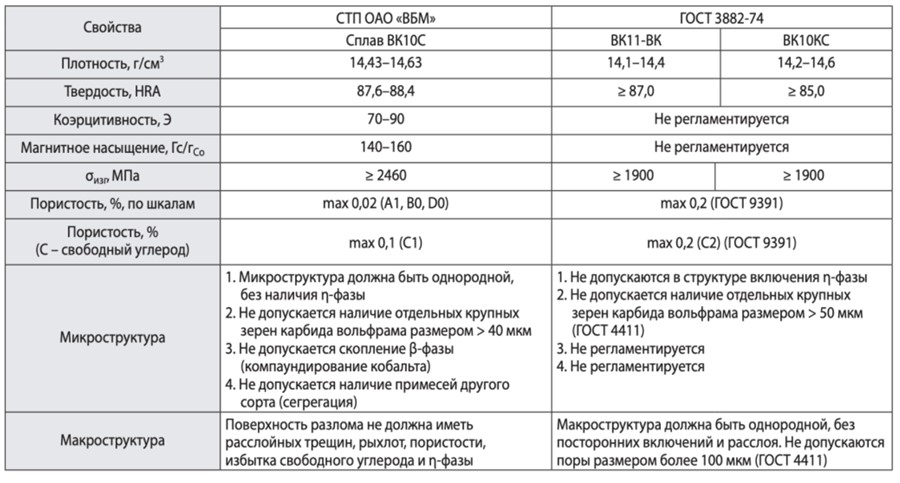 Свойства
СТП ОАО «ВБМ»
ГОСТ 3882-74
Сплав ВК10С
ВК11-ВК
ВК10КС
Плотность, г/см³
14,43–14,63
14,1–14,4
14,2–14,6
Твердость, HRA
87,6–88,4
≥ 87,0
≥ 85,0
Коэрцитивность, Э
70–90
Не регламентируется
Магнитное насыщение, Гс/гCo
140–160
Не регламентируется
σизг, МПа
≥ 2460
≥ 1900
≥ 1900
Пористость, %, по шкалам
max 0,02 (A1, B0, D0)
max 0,2 (ГОСТ 9391)
Пористость, %
(С – свободный углерод)
max 0,1 (C1)
max 0,2 (C2) (ГОСТ 9391)
Микроструктура
1. Микроструктура должна быть однородной,
без наличия η-фазы
2. Не допускается наличие отдельных крупных
зерен карбида вольфрама размером > 40 мкм
3. Не допускается скопление β-фазы
(компаундирование кобальта)
4. Не допускается наличие примесей другого
сорта (сегрегация)
1. Не допускаются в структуре включения η-фазы
2. Не допускается наличие отдельных крупных
зерен карбида вольфрама размером > 50 мкм
(ГОСТ 4411)
3. Не регламентируется
4. Не регламентируется
Макроструктура
Поверхность разлома не должна иметь
расслойных трещин, рыхлот, пористости,
избытка свободного углерода и η-фазы
Макроструктура должна быть однородной, без
посторонних включений и расслоя. Не допускаются
поры размером более 100 мкм (ГОСТ 4411)